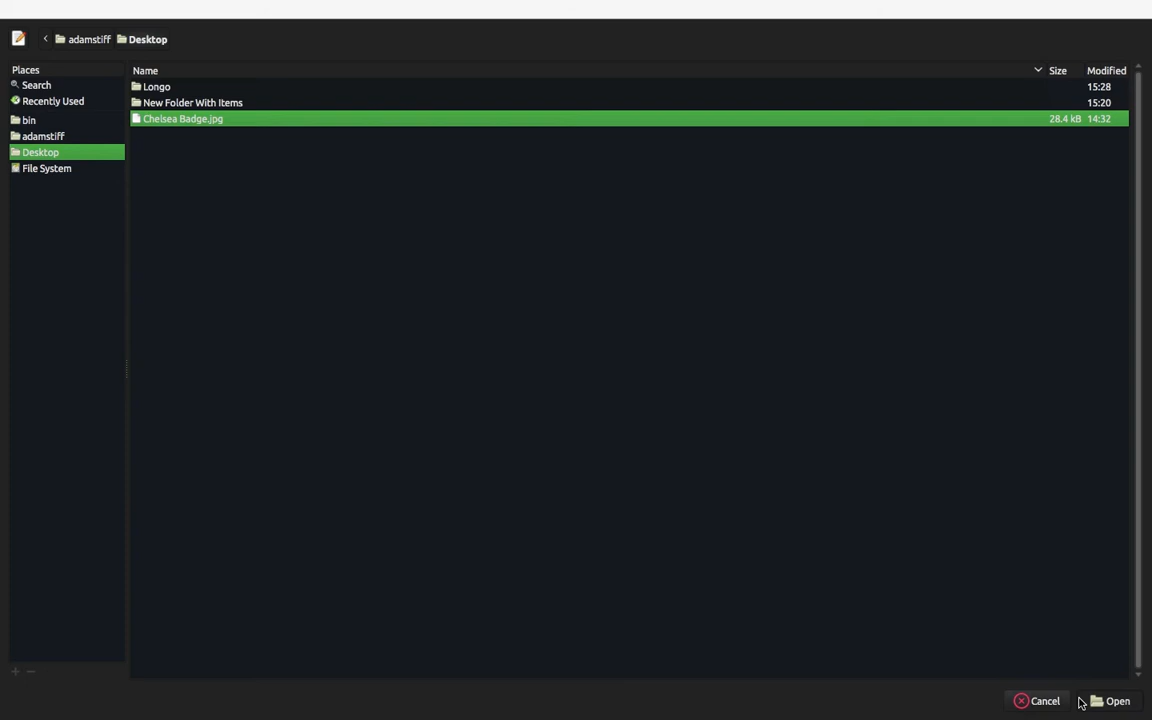 adamstiff Desktop
Places
Search
Recently Used
bin
adamstiff
Desktop
File System
Name Size Modified
Longo 15:28
New Folder With Items 15:20
Chelsea Badge.jpg 28.4 kB 14:32
Cancel Open